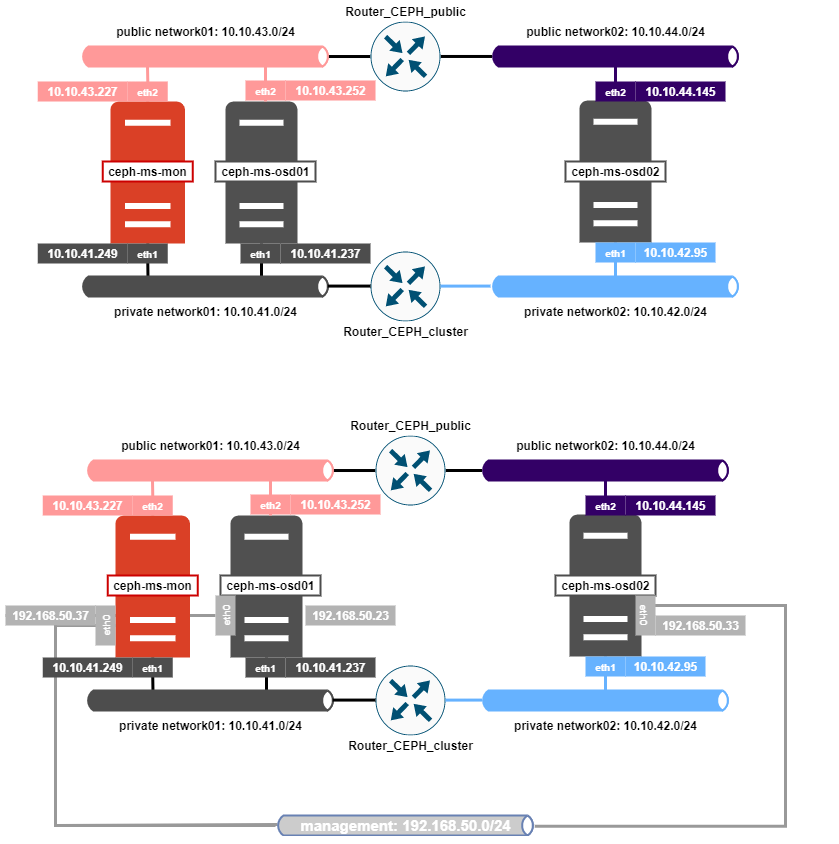 Router_CEPH_public
public network01: 10.10.43.0/24
public network02: 10.10.44.0/24
10.10.43.227 eth2
eth2 10.10.43.252
eth2 10.10.44.145
ceph-ms-mon
ceph-ms-osd01
ceph-ms-osd02
10.10.41.249 eth1
eth1 10.10.41.237
eth1 10.10.42.95
private network01: 10.10.41.0/24
private network02: 10.10.42.0/24
Router_CEPH_cluster
Router_CEPH_public
public network01: 10.10.43.0/24
public network02: 10.10.44.0/24
10.10.43.227 eth2
eth2 10.10.43.252
eth2 10.10.44.145
ceph-ms-mon
ceph-ms-osd01
ceph-ms-osd02
192.168.50.37 eth0
eth0 192.168.50.23
eth0 192.168.50.33
10.10.41.249 eth1
eth1 10.10.41.237
eth1 10.10.42.95
private network01: 10.10.41.0/24
private network02: 10.10.42.0/24
Router_CEPH_cluster
management: 192.168.50.0/24